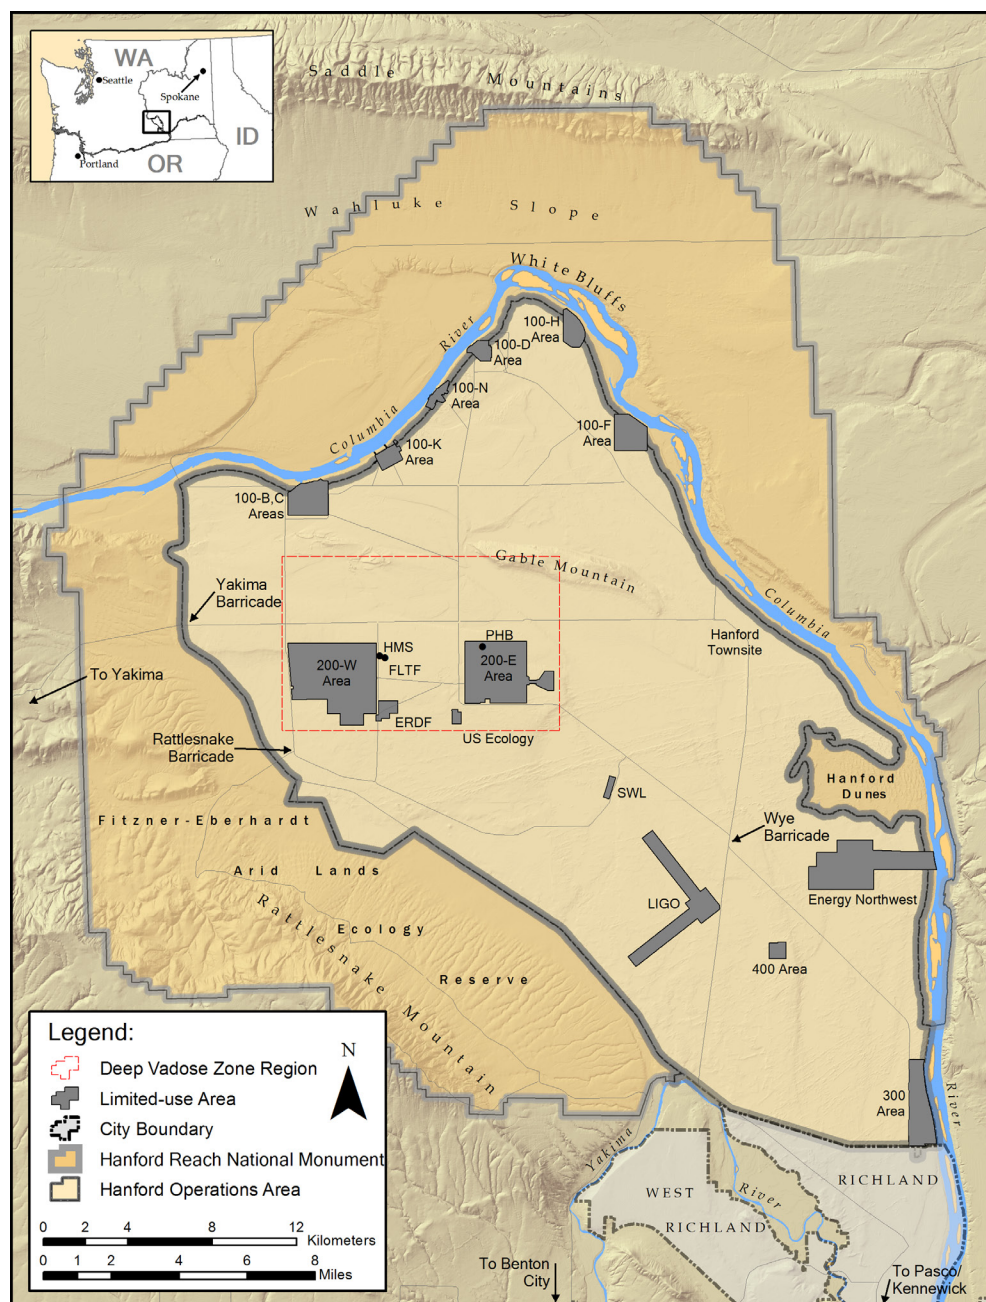 WA
Seattle
Spokane
ID
Portland
OR
Saddle Mountains
Wahluke Slope
White Bluffs
Columbia River
100-H
Area
100-D
Area
100-N
Area
100-F
Area
100-K
Area
100-B,C
Areas
Gable Mountain
Columbia
Yakima
Barricade
Hanford
Townsite
PHB
HMS
200-W
Area
FLTF
200-E
Area
To Yakima
ERDF
US Ecology
Rattlesnake
Barricade
Hanford
Dunes
SWL
Wye
Barricade
Fitzner-Eberhardt
Arid Lands
Ecology
Reserve
Rattlesnake Mountain
LIGO
Energy Northwest
400 Area
300
Area
River
Yakima
River
WEST
RICHLAND
RICHLAND
To Benton
City
To Pasco/
Kennewick
Legend:
N
Deep Vadose Zone Region
Limited-use Area
City Boundary
Hanford Reach National Monument
Hanford Operations Area
0 2 4 8 12
Kilometers
0 1 2 4 6 8
Miles